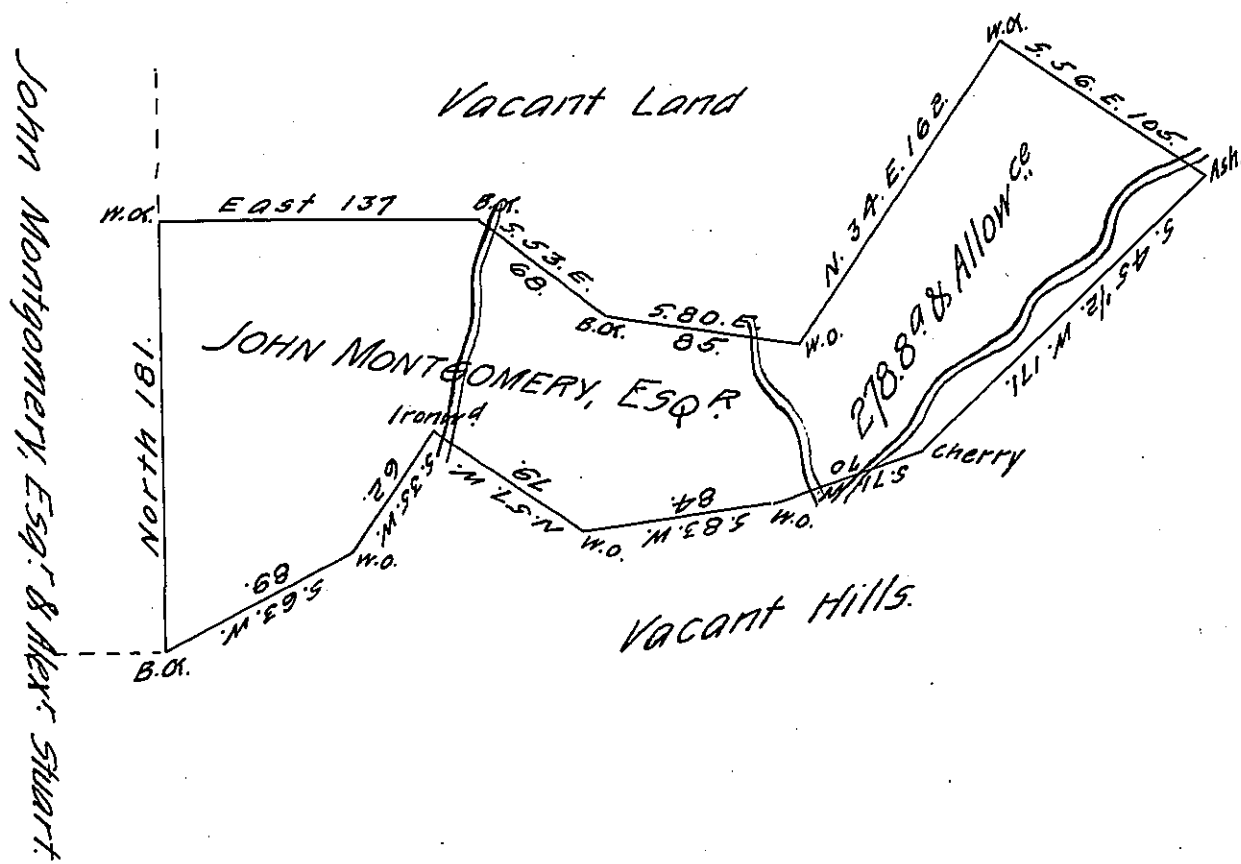 Vacant Land
W.O.
S. 56. E. 105.
Ash
N. 34. E. 162.
W.O.
East 137
B.O.
S. 53. E.
68.
B.O.
S. 80. E.
85.
W.O.
278.8ª & Allowce
S. 45 1/2. W. 171.
JOHN MONTGOMERY, ESQR.
North 181.
Ironwd.
S. 35. W.
62.
N. 57. W.
79.
W.O.
S. 83. W.
84.
W.O.
S. 71. W.
70
Cherry
W.O.
S. 63. W.
89.
B.O.
Vacant Hills.
John Montgomery, Esqr. & Alexr. Stuart.